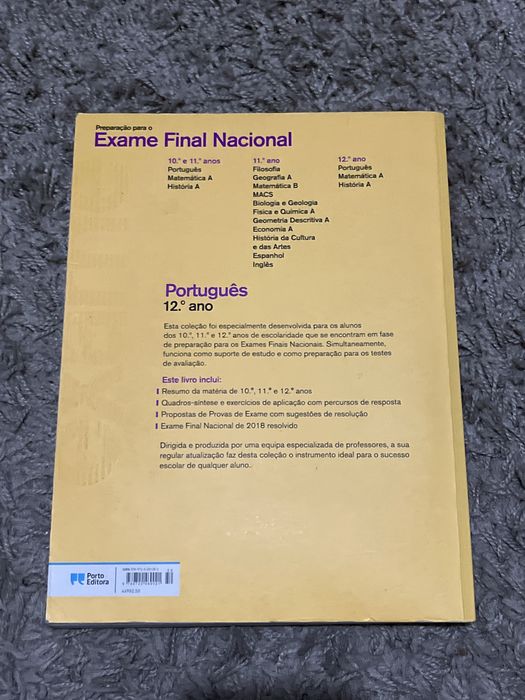 Preparação para o
Exame Final Nacional
10.º e 11.º anos
Português
Matemática A
História A
11.º ano
Filosofia
Geografia A
Matemática B
MACS
Biologia e Geologia
Física e Química A
Geometria Descritiva A
Economia A
História da Cultura
e das Artes
Espanhol
Inglês
12.º ano
Português
Matemática A
História A
Português
12.º ano
Esta coleção foi especialmente desenvolvida para os alunos
dos 10.º, 11.º e 12.º anos de escolaridade que se encontram em fase
de preparação para os Exames Finais Nacionais. Simultaneamente,
funciona como suporte de estudo e como preparação para os testes
de avaliação.
Este livro inclui:
Resumo da matéria de 10.º, 11.º e 12.º anos
Quadros-síntese e exercícios de aplicação com percursos de resposta
Propostas de Provas de Exame com sugestões de resolução
Exame Final Nacional de 2018 resolvido
Dirigida e produzida por uma equipa especializada de professores, a sua
regular atualização faz desta coleção o instrumento ideal para o sucesso
escolar de qualquer aluno.
Porto
Editora
ISBN